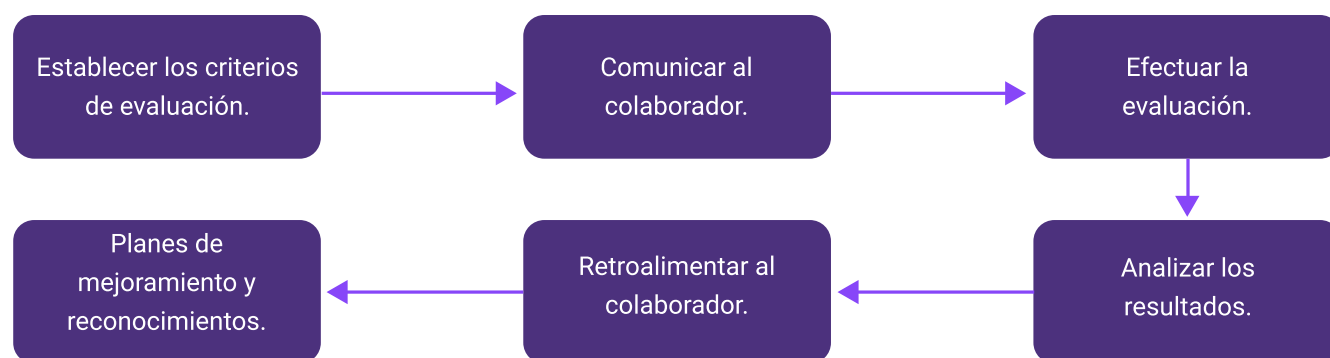 Establecer los criterios
de evaluación.
Comunicar al
colaborador.
Efectuar la
evaluación.
Analizar los
resultados.
Retroalimentar al
colaborador.
Planes de
mejoramiento y
reconocimientos.